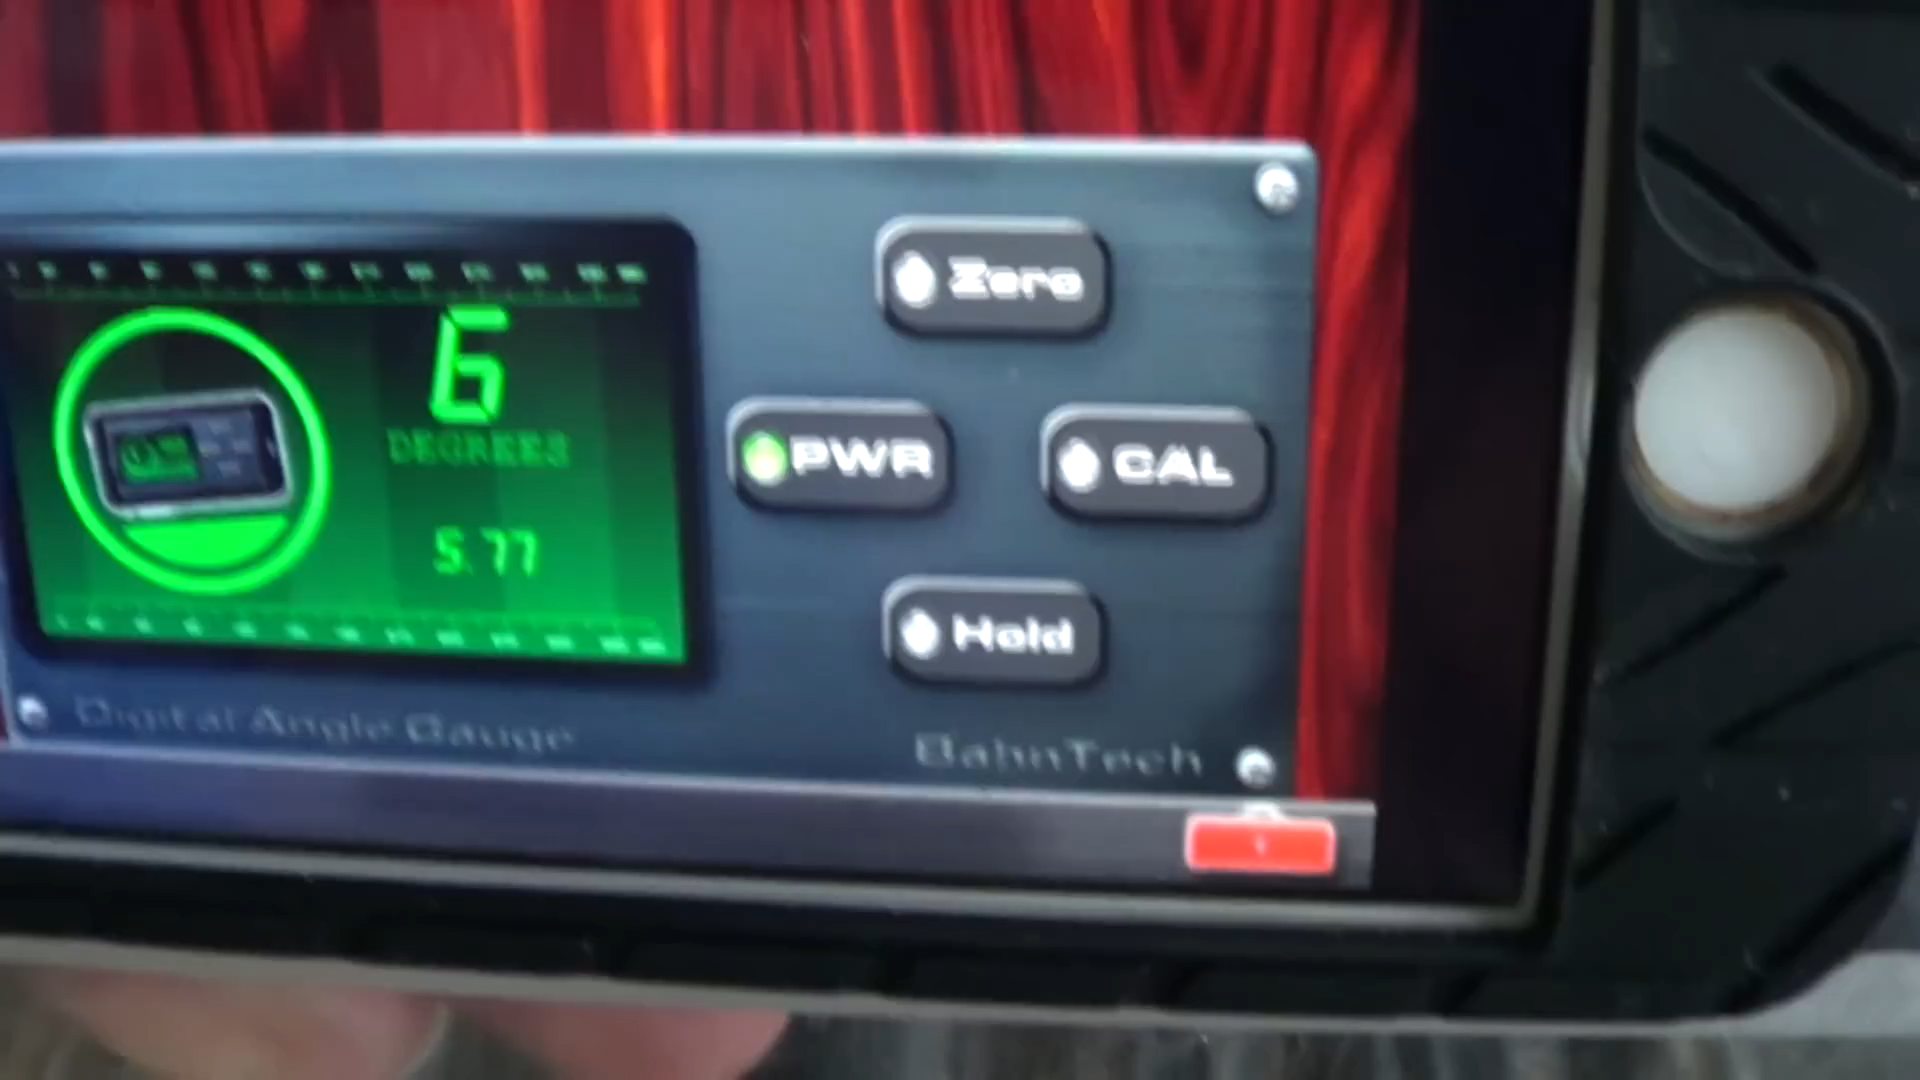 Zero
6
DEGREES
PWR
CAL
5.77
Hold
Digital Angle Gauge
BahnTech